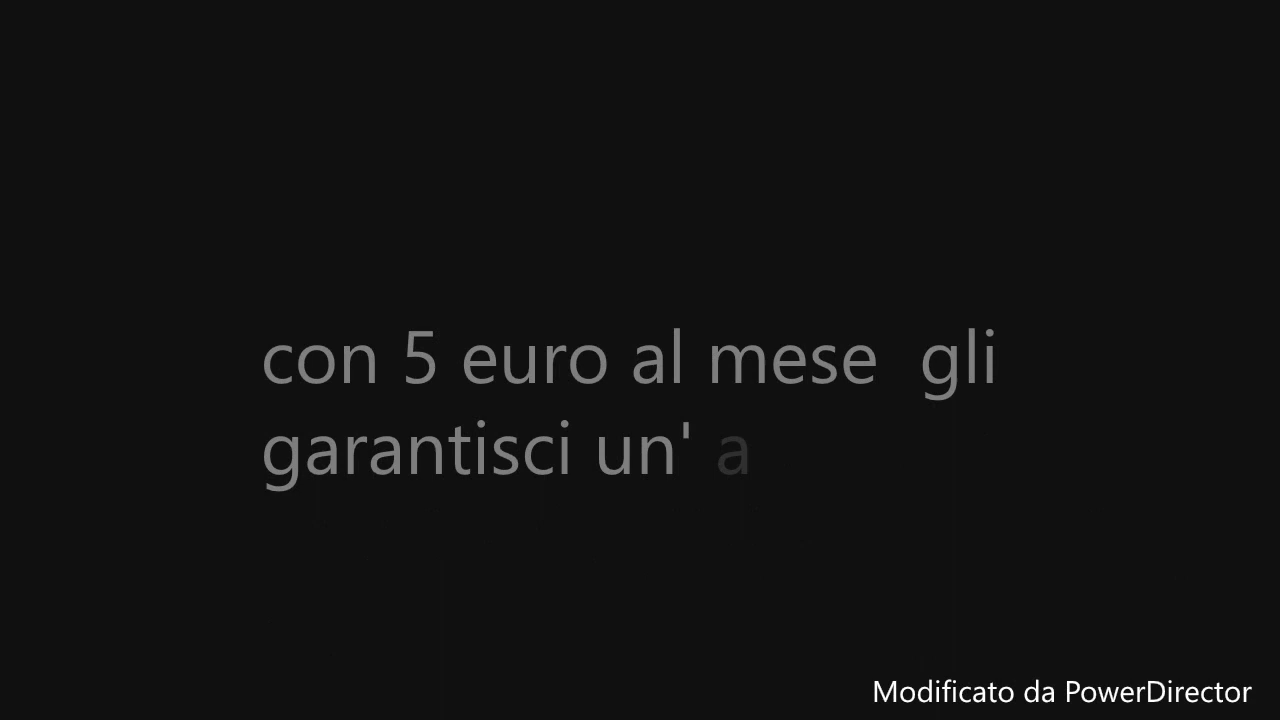 con 5 euro al mese  gli
garantisci un' a
Modificato da PowerDirector